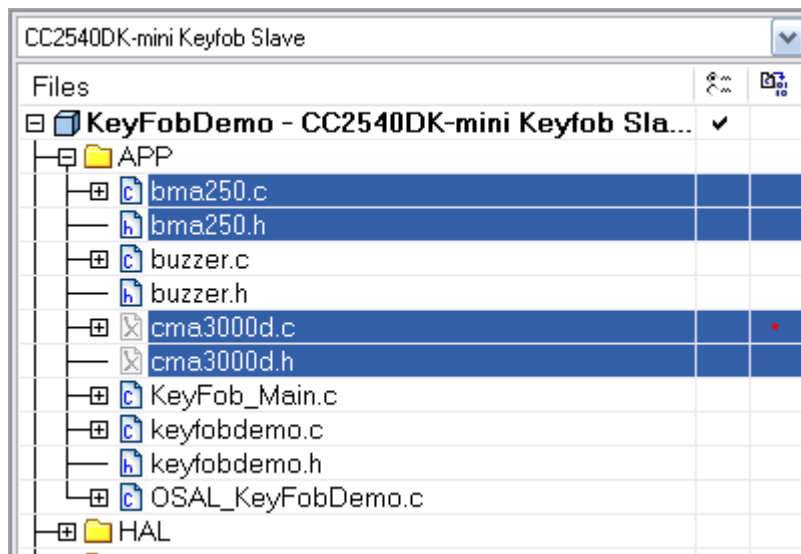 CC2540DK-mini Keyfob Slave
Files
KeyFobDemo - CC2540DK-mini Keyfob Sla...
APP
bma250.c
bma250.h
buzzer.c
buzzer.h
cma3000d.c
cma3000d.h
KeyFob_Main.c
keyfobdemo.c
keyfobdemo.h
OSAL_KeyFobDemo.c
HAL